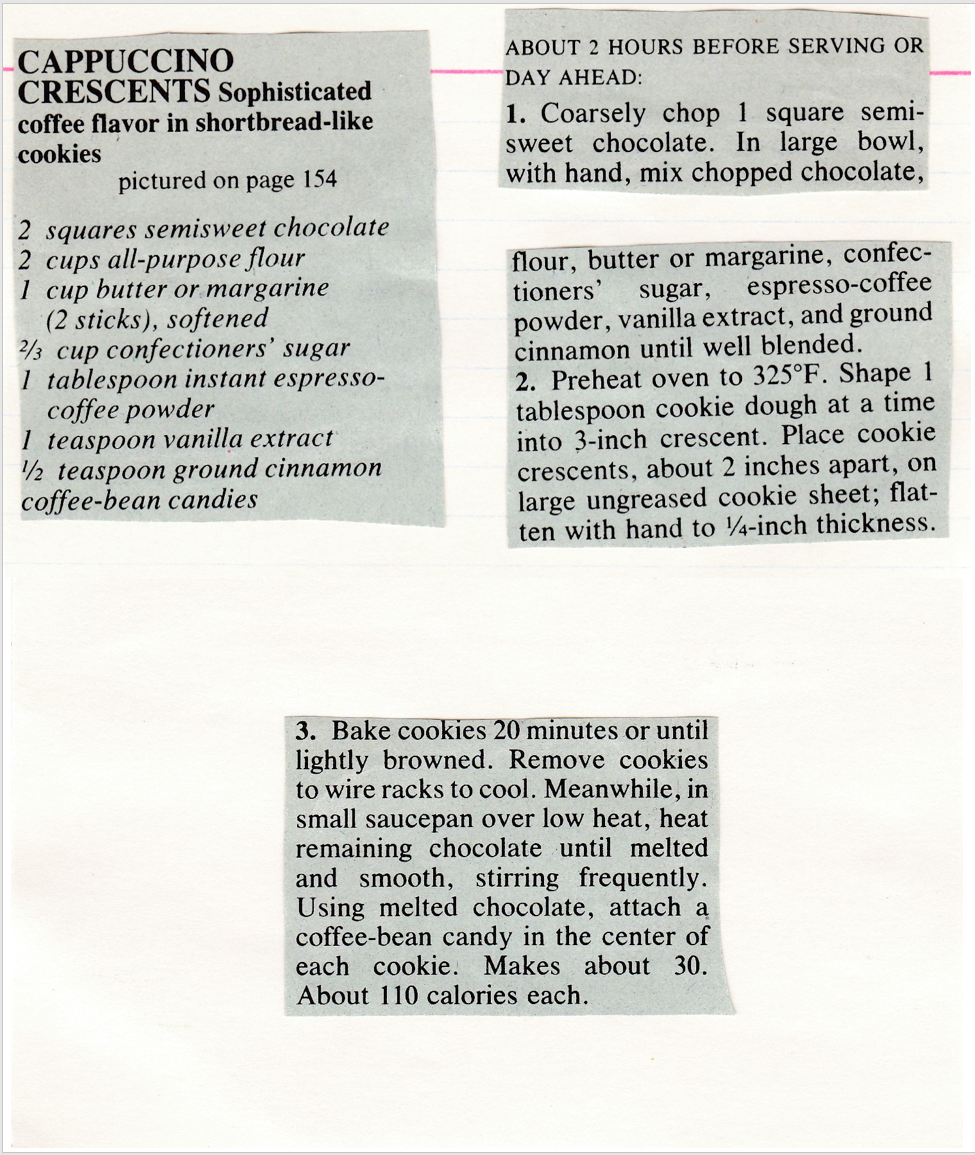 CAPPUCCINO
CRESCENTS Sophisticated
coffee flavor in shortbread-like
cookies
pictured on page 154
2 squares semisweet chocolate
2 cups all-purpose flour
1 cup butter or margarine
(2 sticks), softened
⅔ cup confectioners' sugar
1 tablespoon instant espresso-
coffee powder
1 teaspoon vanilla extract
½ teaspoon ground cinnamon
coffee-bean candies
ABOUT 2 HOURS BEFORE SERVING OR
DAY AHEAD:
1. Coarsely chop 1 square semi-
sweet chocolate. In large bowl,
with hand, mix chopped chocolate,
flour, butter or margarine, confec-
tioners' sugar, espresso-coffee
powder, vanilla extract, and ground
cinnamon until well blended.
2. Preheat oven to 325°F. Shape 1
tablespoon cookie dough at a time
into 3-inch crescent. Place cookie
crescents, about 2 inches apart, on
large ungreased cookie sheet; flat-
ten with hand to ¼-inch thickness.
3. Bake cookies 20 minutes or until
lightly browned. Remove cookies
to wire racks to cool. Meanwhile, in
small saucepan over low heat, heat
remaining chocolate until melted
and smooth, stirring frequently.
Using melted chocolate, attach a
coffee-bean candy in the center of
each cookie. Makes about 30.
About 110 calories each.